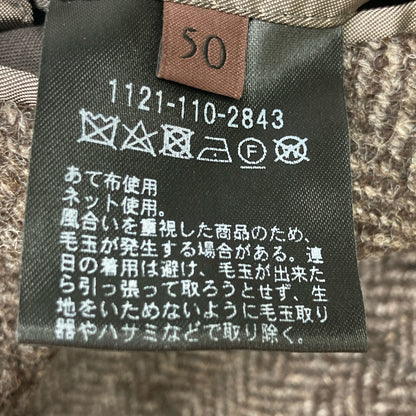 50
1121-110-2843
F
あて布使用
ネット使用。
風合いを重視した商品のため、
毛玉が発生する場合がある。連
日の着用は避け、毛玉が出来た
ら引っ張って取ろうとせず、生
地をいためないように毛玉取り
器やハサミなどで取り除く。